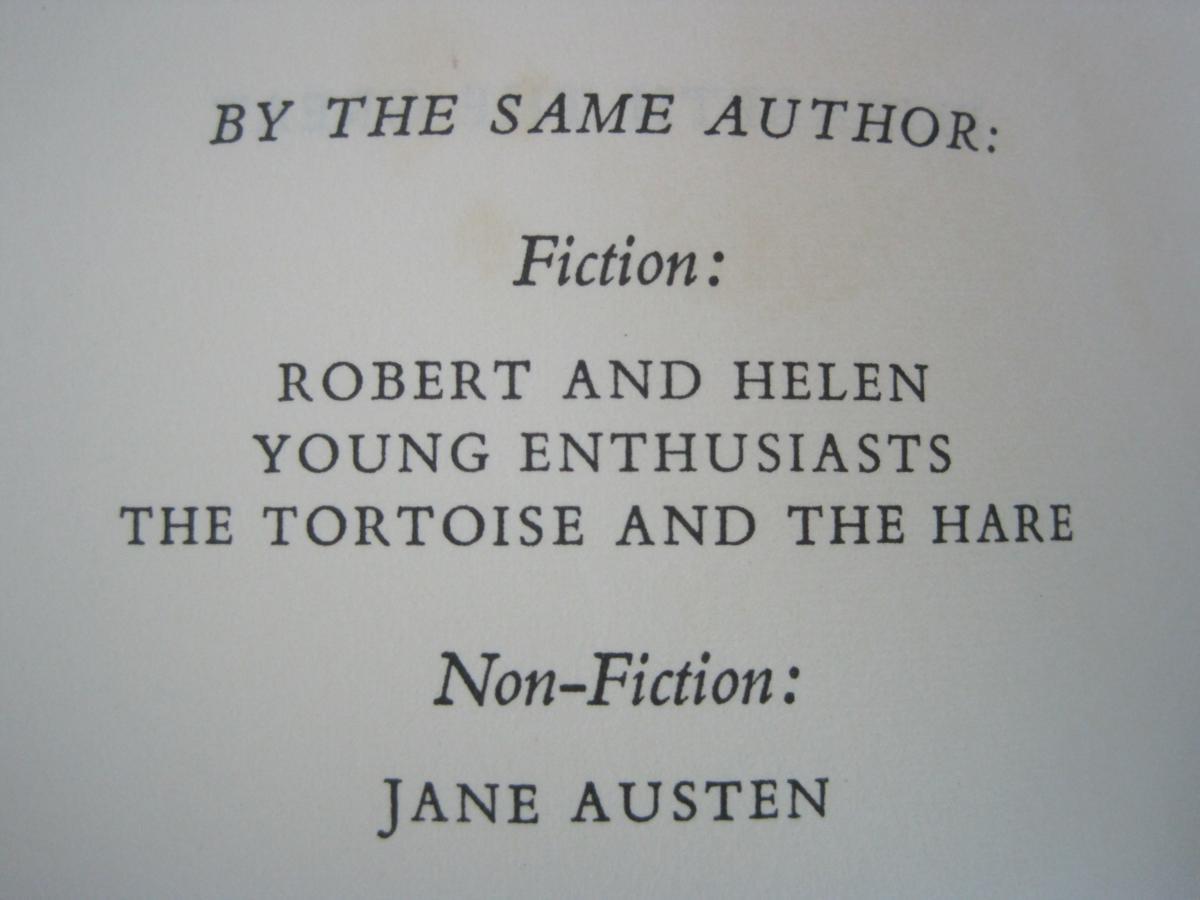 BY THE SAME AUTHOR:
Fiction:
ROBERT AND HELEN
YOUNG ENTHUSIASTS
THE TORTOISE AND THE HARE
Non-Fiction:
JANE AUSTEN